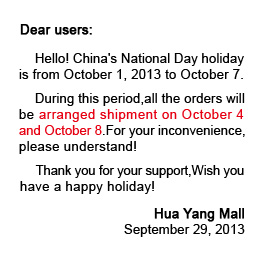 Dear users:
Hello! China's National Day holiday
is from October 1, 2013 to October 7.
During this period,all the orders will
be arranged shipment on October 4
and October 8.For your inconvenience,
please understand!
Thank you for your support,Wish you
have a happy holiday!
Hua Yang Mall
September 29, 2013